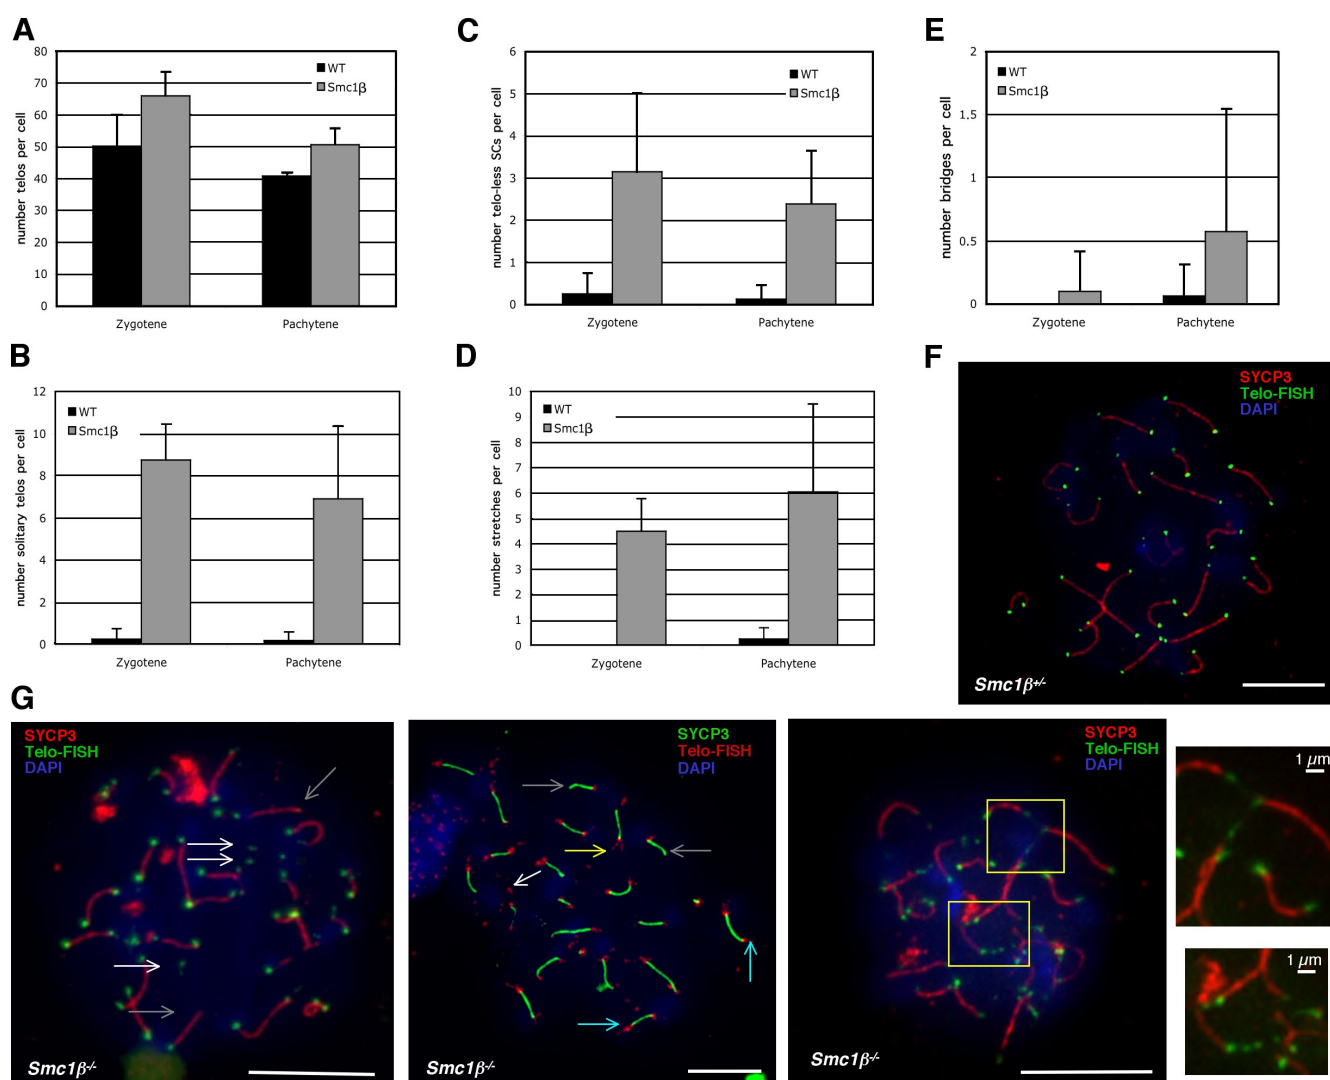 A
number telos per cell
80
70
60
50
40
30
20
10
0
WT
Smc1β
Zygotene
Pachytene
C
number telo-less SCs per cell
6
5
4
3
2
1
0
WT
Smc1β
Zygotene
Pachytene
E
number bridges per cell
2
1.5
1
0.5
0
WT
Smc1β
Zygotene
Pachytene
B
number solitary telos per cell
12
10
8
6
4
2
0
WT
Smc1β
Zygotene
Pachytene
D
number stretches per cell
10
9
8
7
6
5
4
3
2
1
0
WT
Smc1β
Zygotene
Pachytene
F
SYCP3
Telo-FISH
DAPI
Smc1β+/-
G
SYCP3
Telo-FISH
DAPI
Smc1β-/-
SYCP3
Telo-FISH
DAPI
Smc1β-/-
SYCP3
Telo-FISH
DAPI
Smc1β-/-
1 µm
1 µm